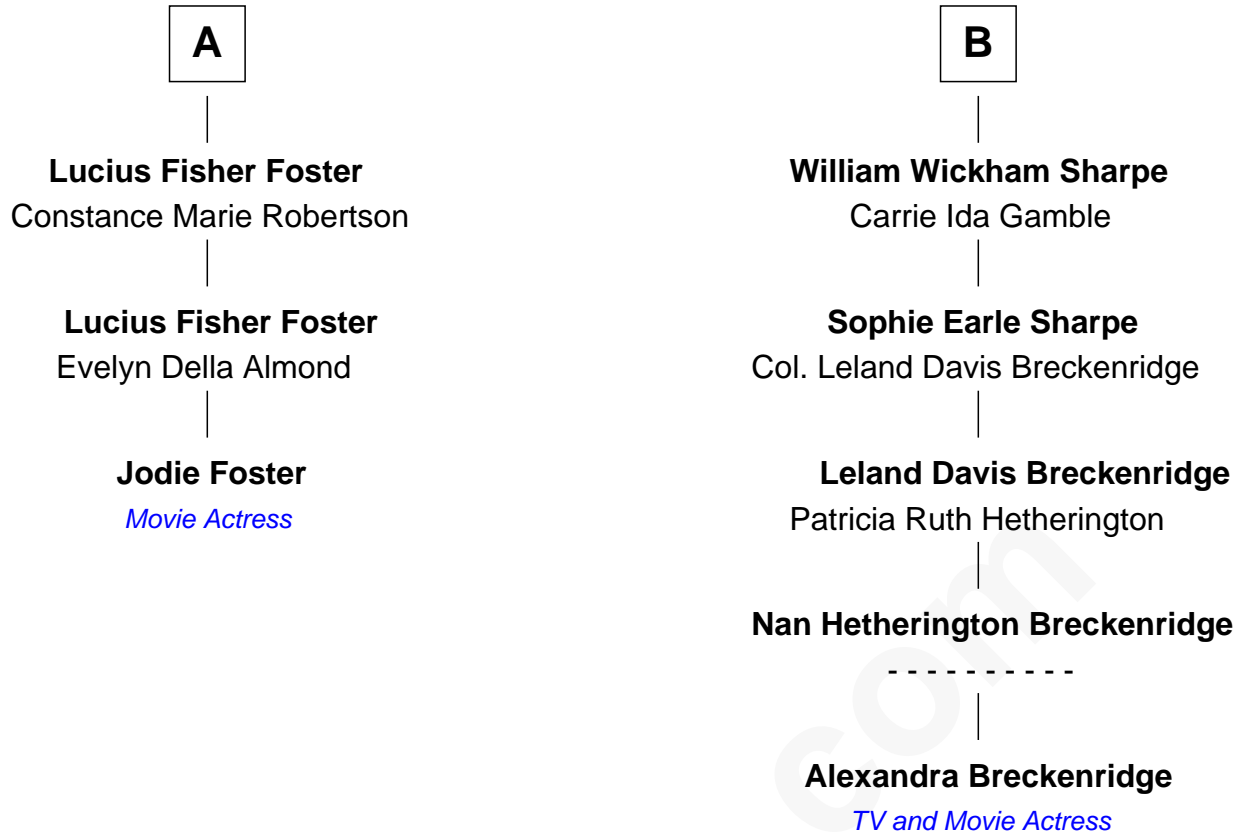 A
Lucius Fisher Foster
Constance Marie Robertson
Lucius Fisher Foster
Evelyn Della Almond
Jodie Foster
Movie Actress
B
William Wickham Sharpe
Carrie Ida Gamble
Sophie Earle Sharpe
Col. Leland Davis Breckenridge
Leland Davis Breckenridge
Patricia Ruth Hetherington
Nan Hetherington Breckenridge
- - - - - - - - - -
Alexandra Breckenridge
TV and Movie Actress
com